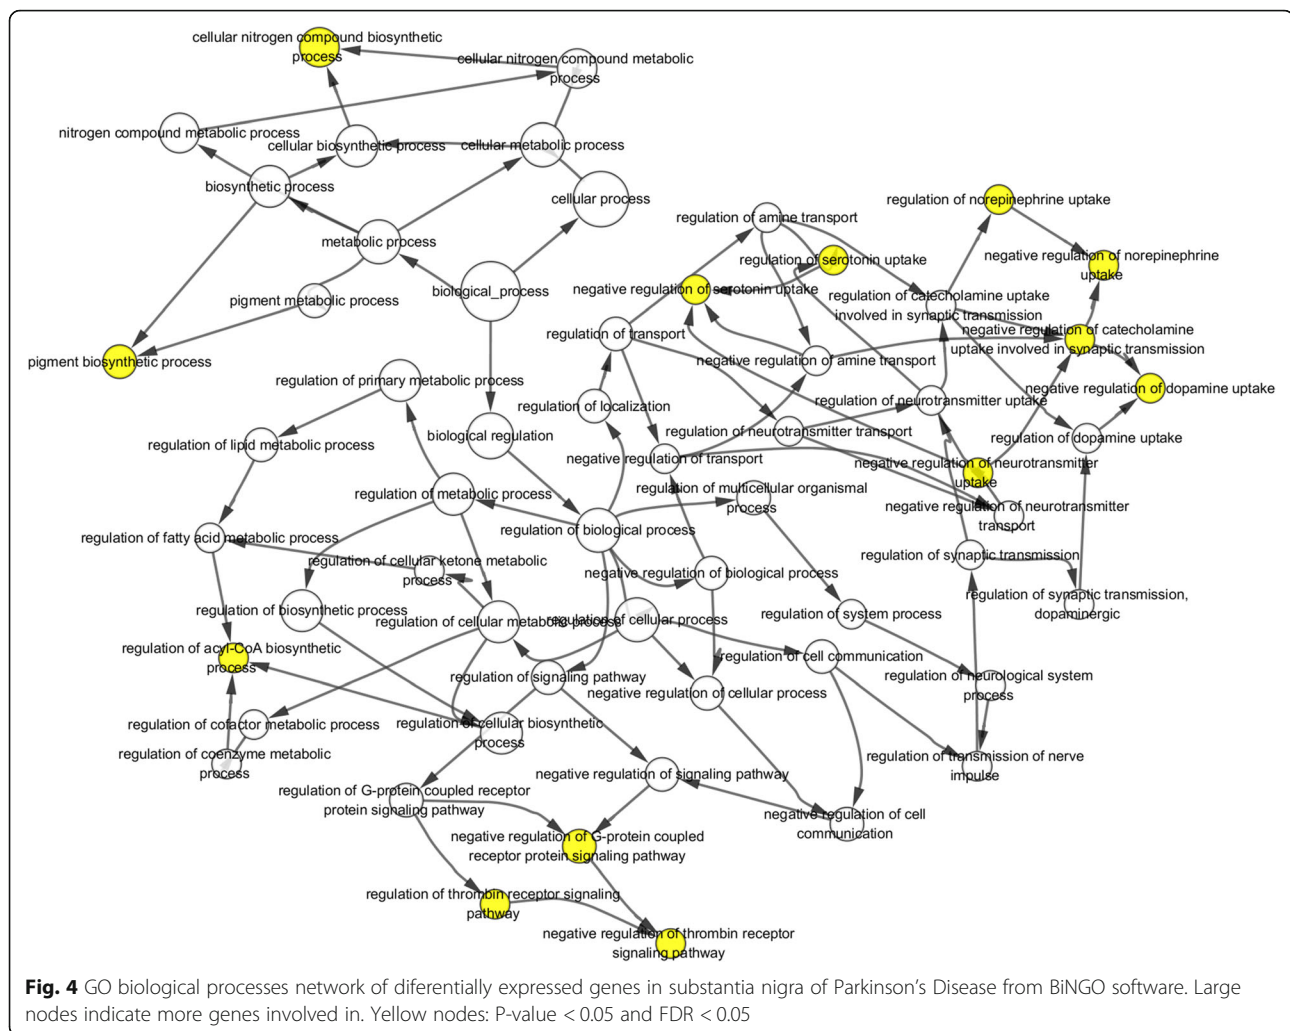 cellular nitrogen compound biosynthetic
process
cellular nitrogen compound metabolic
process
nitrogen compound metabolic process
cellular biosynthetic process
cellular metabolic process
biosynthetic process
cellular process
metabolic process
pigment metabolic process
biological_process
pigment biosynthetic process
regulation of norepinephrine uptake
regulation of amine transport
regulation of serotonin uptake
negative regulation of norepinephrine
uptake
negative regulation of serotonin uptake
regulation of catecholamine uptake
involved in synaptic transmission
regulation of transport
negative regulation of catecholamine
uptake involved in synaptic transmission
negative regulation of amine transport
regulation of primary metabolic process
negative regulation of dopamine uptake
regulation of localization
regulation of neurotransmitter uptake
regulation of lipid metabolic process
biological regulation
regulation of neurotransmitter transport
regulation of dopamine uptake
negative regulation of transport
negative regulation of neurotransmitter
uptake
regulation of metabolic process
regulation of multicellular organismal
process
negative regulation of neurotransmitter
transport
regulation of fatty acid metabolic process
regulation of biological process
regulation of cellular ketone metabolic
process
negative regulation of biological process
regulation of synaptic transmission
regulation of biosynthetic process
regulation of cellular metabolic process
regulation of cellular process
regulation of system process
regulation of synaptic transmission,
dopaminergic
regulation of acyl-CoA biosynthetic
process
regulation of signaling pathway
regulation of cell communication
negative regulation of cellular process
regulation of neurological system
process
regulation of cofactor metabolic process
regulation of cellular biosynthetic
process
regulation of coenzyme metabolic
process
negative regulation of signaling pathway
regulation of transmission of nerve
impulse
regulation of G-protein coupled receptor
protein signaling pathway
negative regulation of cell
communication
negative regulation of G-protein coupled
receptor protein signaling pathway
regulation of thrombin receptor signaling
pathway
negative regulation of thrombin receptor
signaling pathway
Fig. 4 GO biological processes network of diferentially expressed genes in substantia nigra of Parkinson's Disease from BiNGO software. Large
nodes indicate more genes involved in. Yellow nodes: P-value < 0.05 and FDR < 0.05